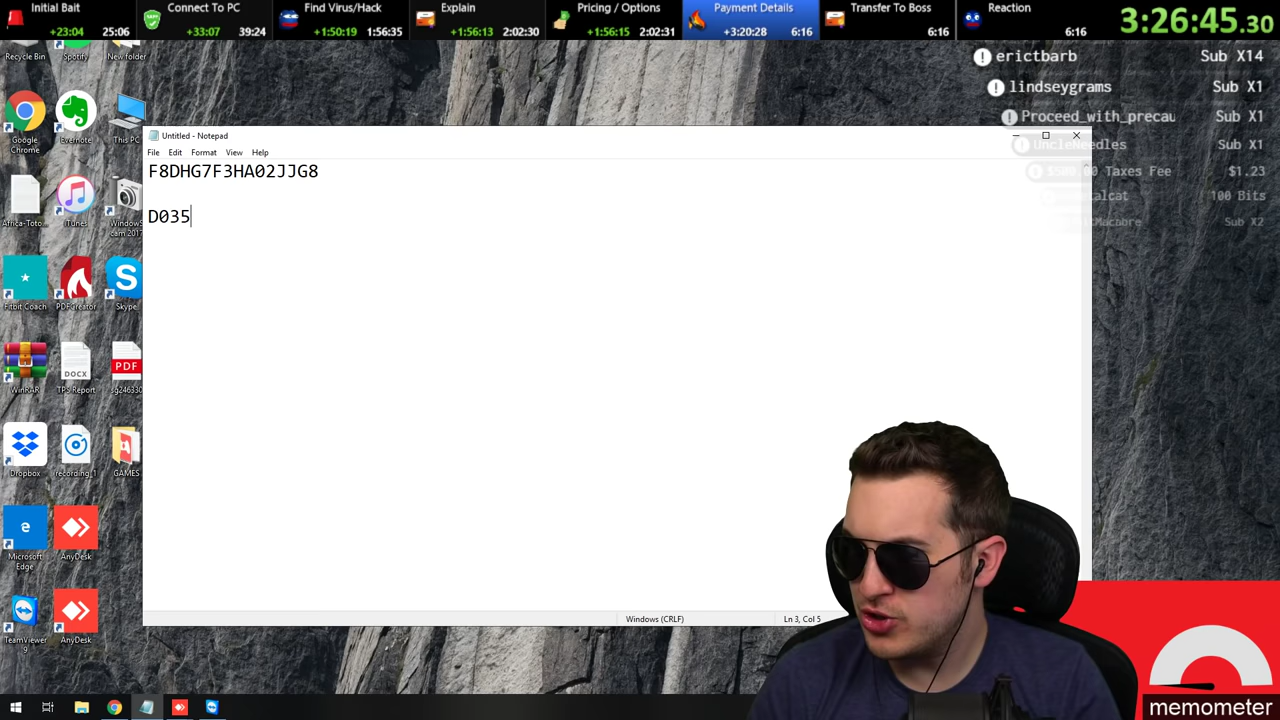 Initial Bait
+23:04 25:06
Connect To PC
+33:07 39:24
Find Virus/Hack
+1:50:19 1:56:35
Explain
+1:56:13 2:02:30
Pricing / Options
+1:56:15 2:02:31
Payment Details
+3:20:28 6:16
Transfer To Boss
6:16
Reaction
6:16
3:26:45.30
erictbarb Sub X14
lindseygrams Sub X1
Proceed_with_precau Sub X1
UncleNeedles Sub X1
$500.00 Taxes Fee $1.23
100 Bits
Sub X2
Recycle Bin
Spotify
New folder
Google Chrome
Evernote
This PC
Africa-Toto...
iTunes
Fitbit Coach
PDFCreator
Skype
WinRAR
DOCX
TPS Report
PDF
Dropbox
recording_1
GAMES
Microsoft Edge
AnyDesk
TeamViewer 9
AnyDesk
Untitled - Notepad
File Edit Format View Help
F8DHG7F3HA02JJG8
D035
Windows (CRLF)
Ln 3, Col 5
memometer